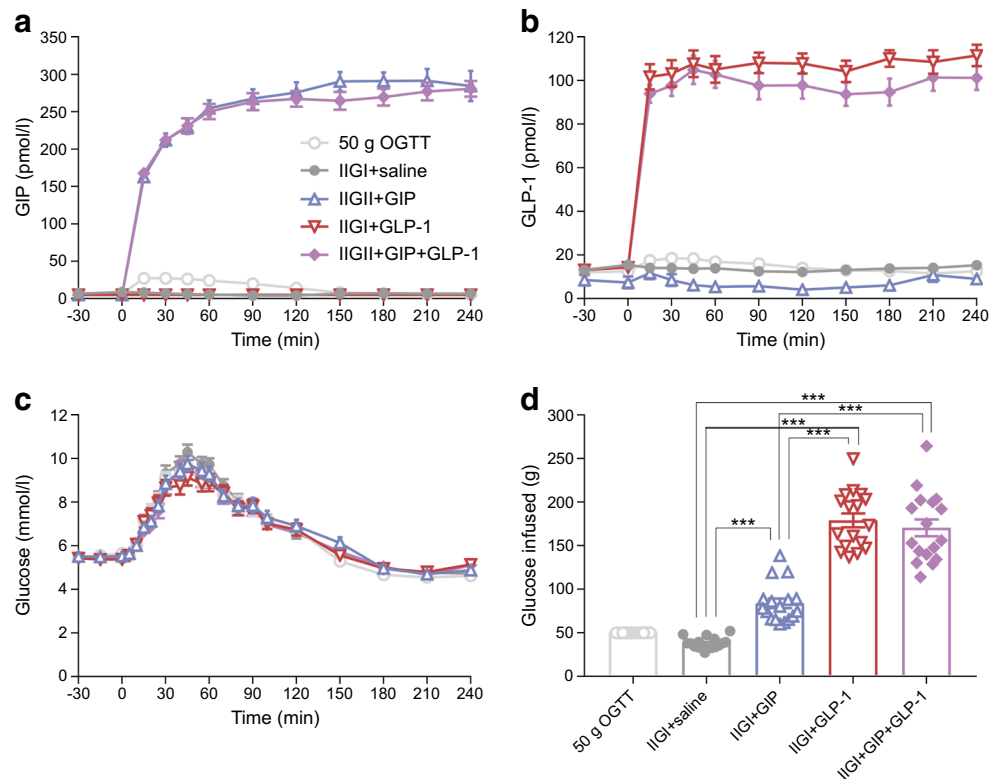 a
350
300
250
200
150
100
50
0
GIP (pmol/l)
-30 0 30 60 90 120 150 180 210 240
Time (min)
50 g OGTT
IIGI+saline
IIGII+GIP
IIGI+GLP-1
IIGII+GIP+GLP-1
b
120
100
80
60
40
20
0
GLP-1 (pmol/l)
-30 0 30 60 90 120 150 180 210 240
Time (min)
c
12
10
8
6
4
2
0
Glucose (mmol/l)
-30 0 30 60 90 120 150 180 210 240
Time (min)
d
300
250
200
150
100
50
0
Glucose infused (g)
***
***
***
***
***
50 g OGTT
IIGI+saline
IIGI+GIP
IIGI+GLP-1
IIGI+GIP+GLP-1